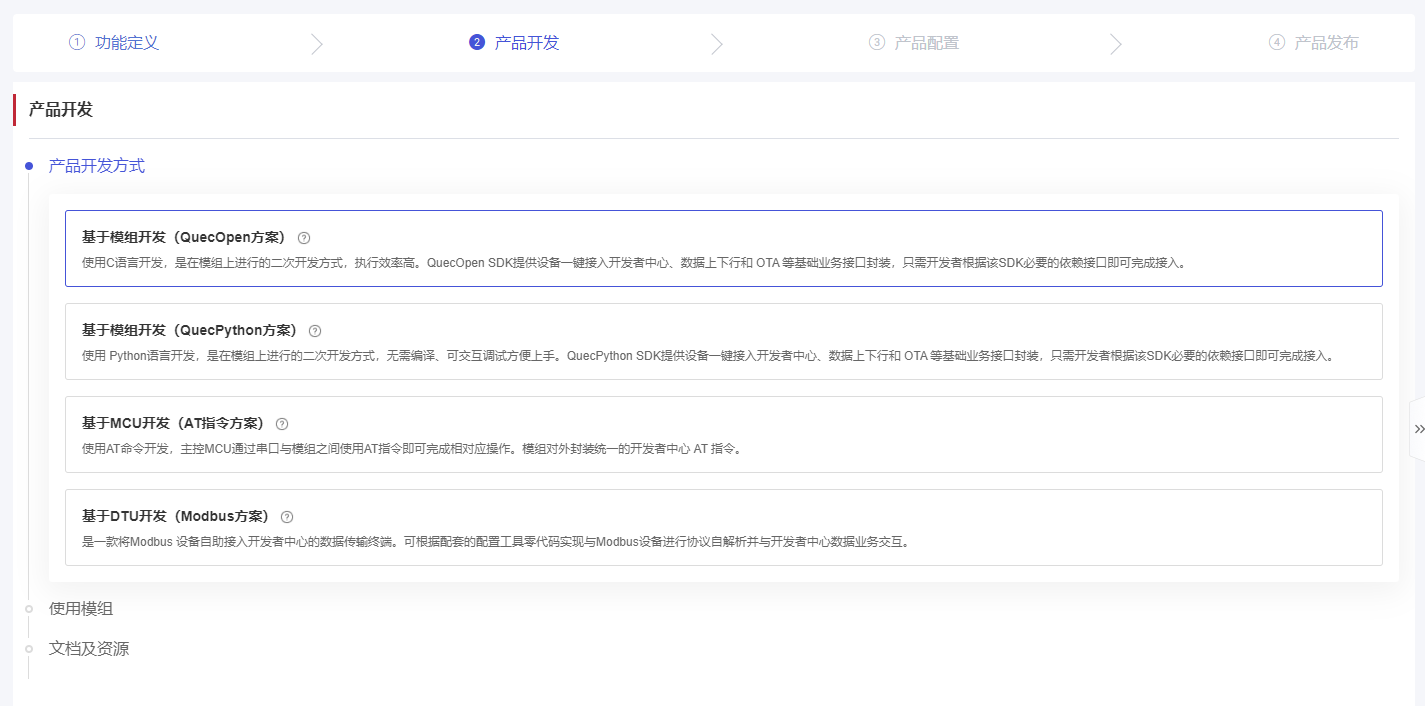 1 功能定义
2 产品开发
3 产品配置
4 产品发布
产品开发
产品开发方式
基于模组开发（QuecOpen方案） ?
使用C语言开发，是在模组上进行的二次开发方式，执行效率高。QuecOpen SDK提供设备一键接入开发者中心、数据上下行和 OTA 等基础业务接口封装，只需开发者根据该SDK必要的依赖接口即可完成接入。
基于模组开发（QuecPython方案） ?
使用 Python语言开发，是在模组上进行的二次开发方式，无需编译、可交互调试方便上手。QuecPython SDK提供设备一键接入开发者中心、数据上下行和 OTA 等基础业务接口封装，只需开发者根据该SDK必要的依赖接口即可完成接入。
基于MCU开发（AT指令方案） ?
使用AT命令开发，主控MCU通过串口与模组之间使用AT指令即可完成相对应操作。模组对外封装统一的开发者中心 AT 指令。
基于DTU开发（Modbus方案） ?
是一款将Modbus 设备自助接入开发者中心的数据传输终端。可根据配套的配置工具零代码实现与Modbus设备进行协议自解析并与开发者中心数据业务交互。
使用模组
文档及资源